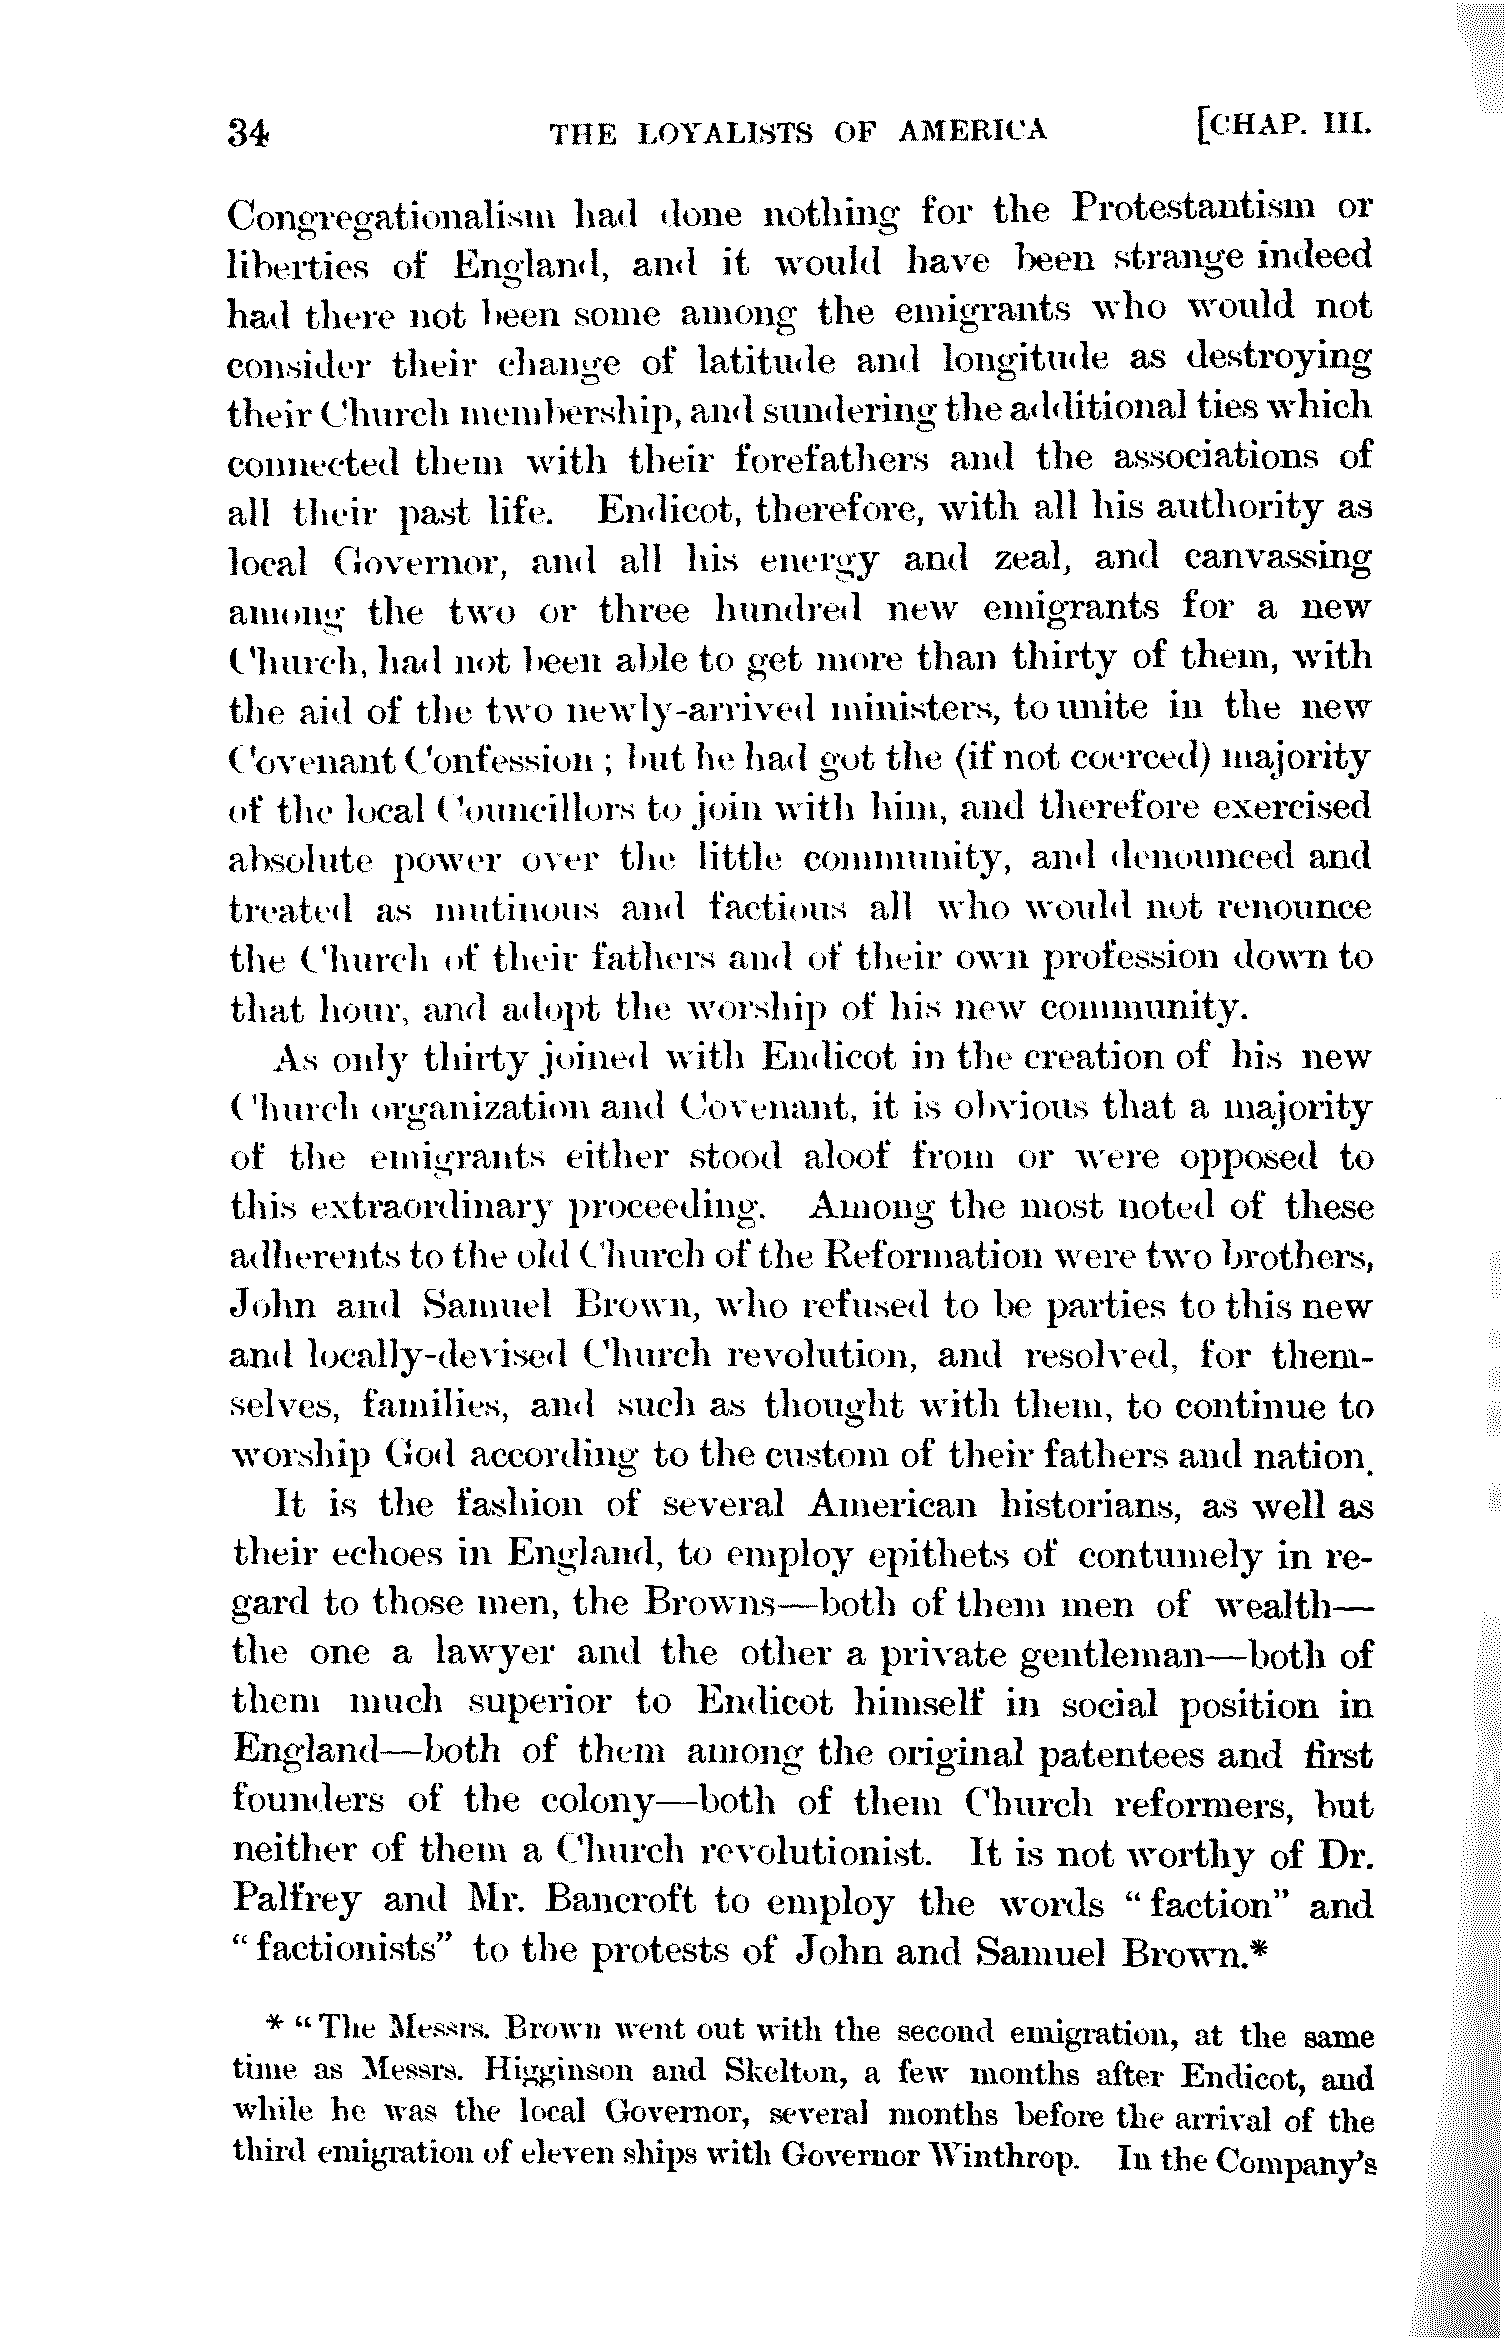 34 THE LOYALISTS OF AMERICA [CHAP. III.
Congregationalism had done nothing for the Protestantism or
liberties of England, and it would have been strange indeed
had there not been some among the emigrants who would not
consider their change of latitude and longitude as destroying
their Church membership, and sundering the additional ties which
connected them with their forefathers and the associations of
all their past life. Endicot, therefore, with all his authority as
local Governor, and all his energy and zeal, and canvassing
among the two or three hundred new emigrants for a new
Church, had not been able to get more than thirty of them, with
the aid of the two newly-arrived ministers, to unite in the new
Covenant Confession ; but he had got the (if not coerced) majority
of the local Councillors to join with him, and therefore exercised
absolute power over the little community, and denounced and
treated as mutinous and factious all who would not renounce
the Church of their fathers and of their own profession down to
that hour, and adopt the worship of his new community.
As only thirty joined with Endicot in the creation of his new
Church organization and Covenant, it is obvious that a majority
of the emigrants either stood aloof from or were opposed to
this extraordinary proceeding. Among the most noted of these
adherents to the old Church of the Reformation were two brothers,
John and Samuel Brown, who refused to be parties to this new
and locally-devised Church revolution, and resolved, for them-
selves, families, and such as thought with them, to continue to
worship God according to the custom of their fathers and nation.
It is the fashion of several American historians, as well as
their echoes in England, to employ epithets of contumely in re-
gard to those men, the Browns—both of them men of wealth—
the one a lawyer and the other a private gentleman—both of
them much superior to Endicot himself in social position in
England—both of them among the original patentees and first
founders of the colony—both of them Church reformers, but
neither of them a Church revolutionist. It is not worthy of Dr.
Palfrey and Mr. Bancroft to employ the words "faction" and
"factionists" to the protests of John and Samuel Brown.*
* "The Messrs. Brown went out with the second emigration, at the same
time as Messrs. Higginson and Skelton, a few months after Endicot, and
while he was the local Governor, several months before the arrival of the
third emigration of eleven ships with Governor Winthrop. In the Company's